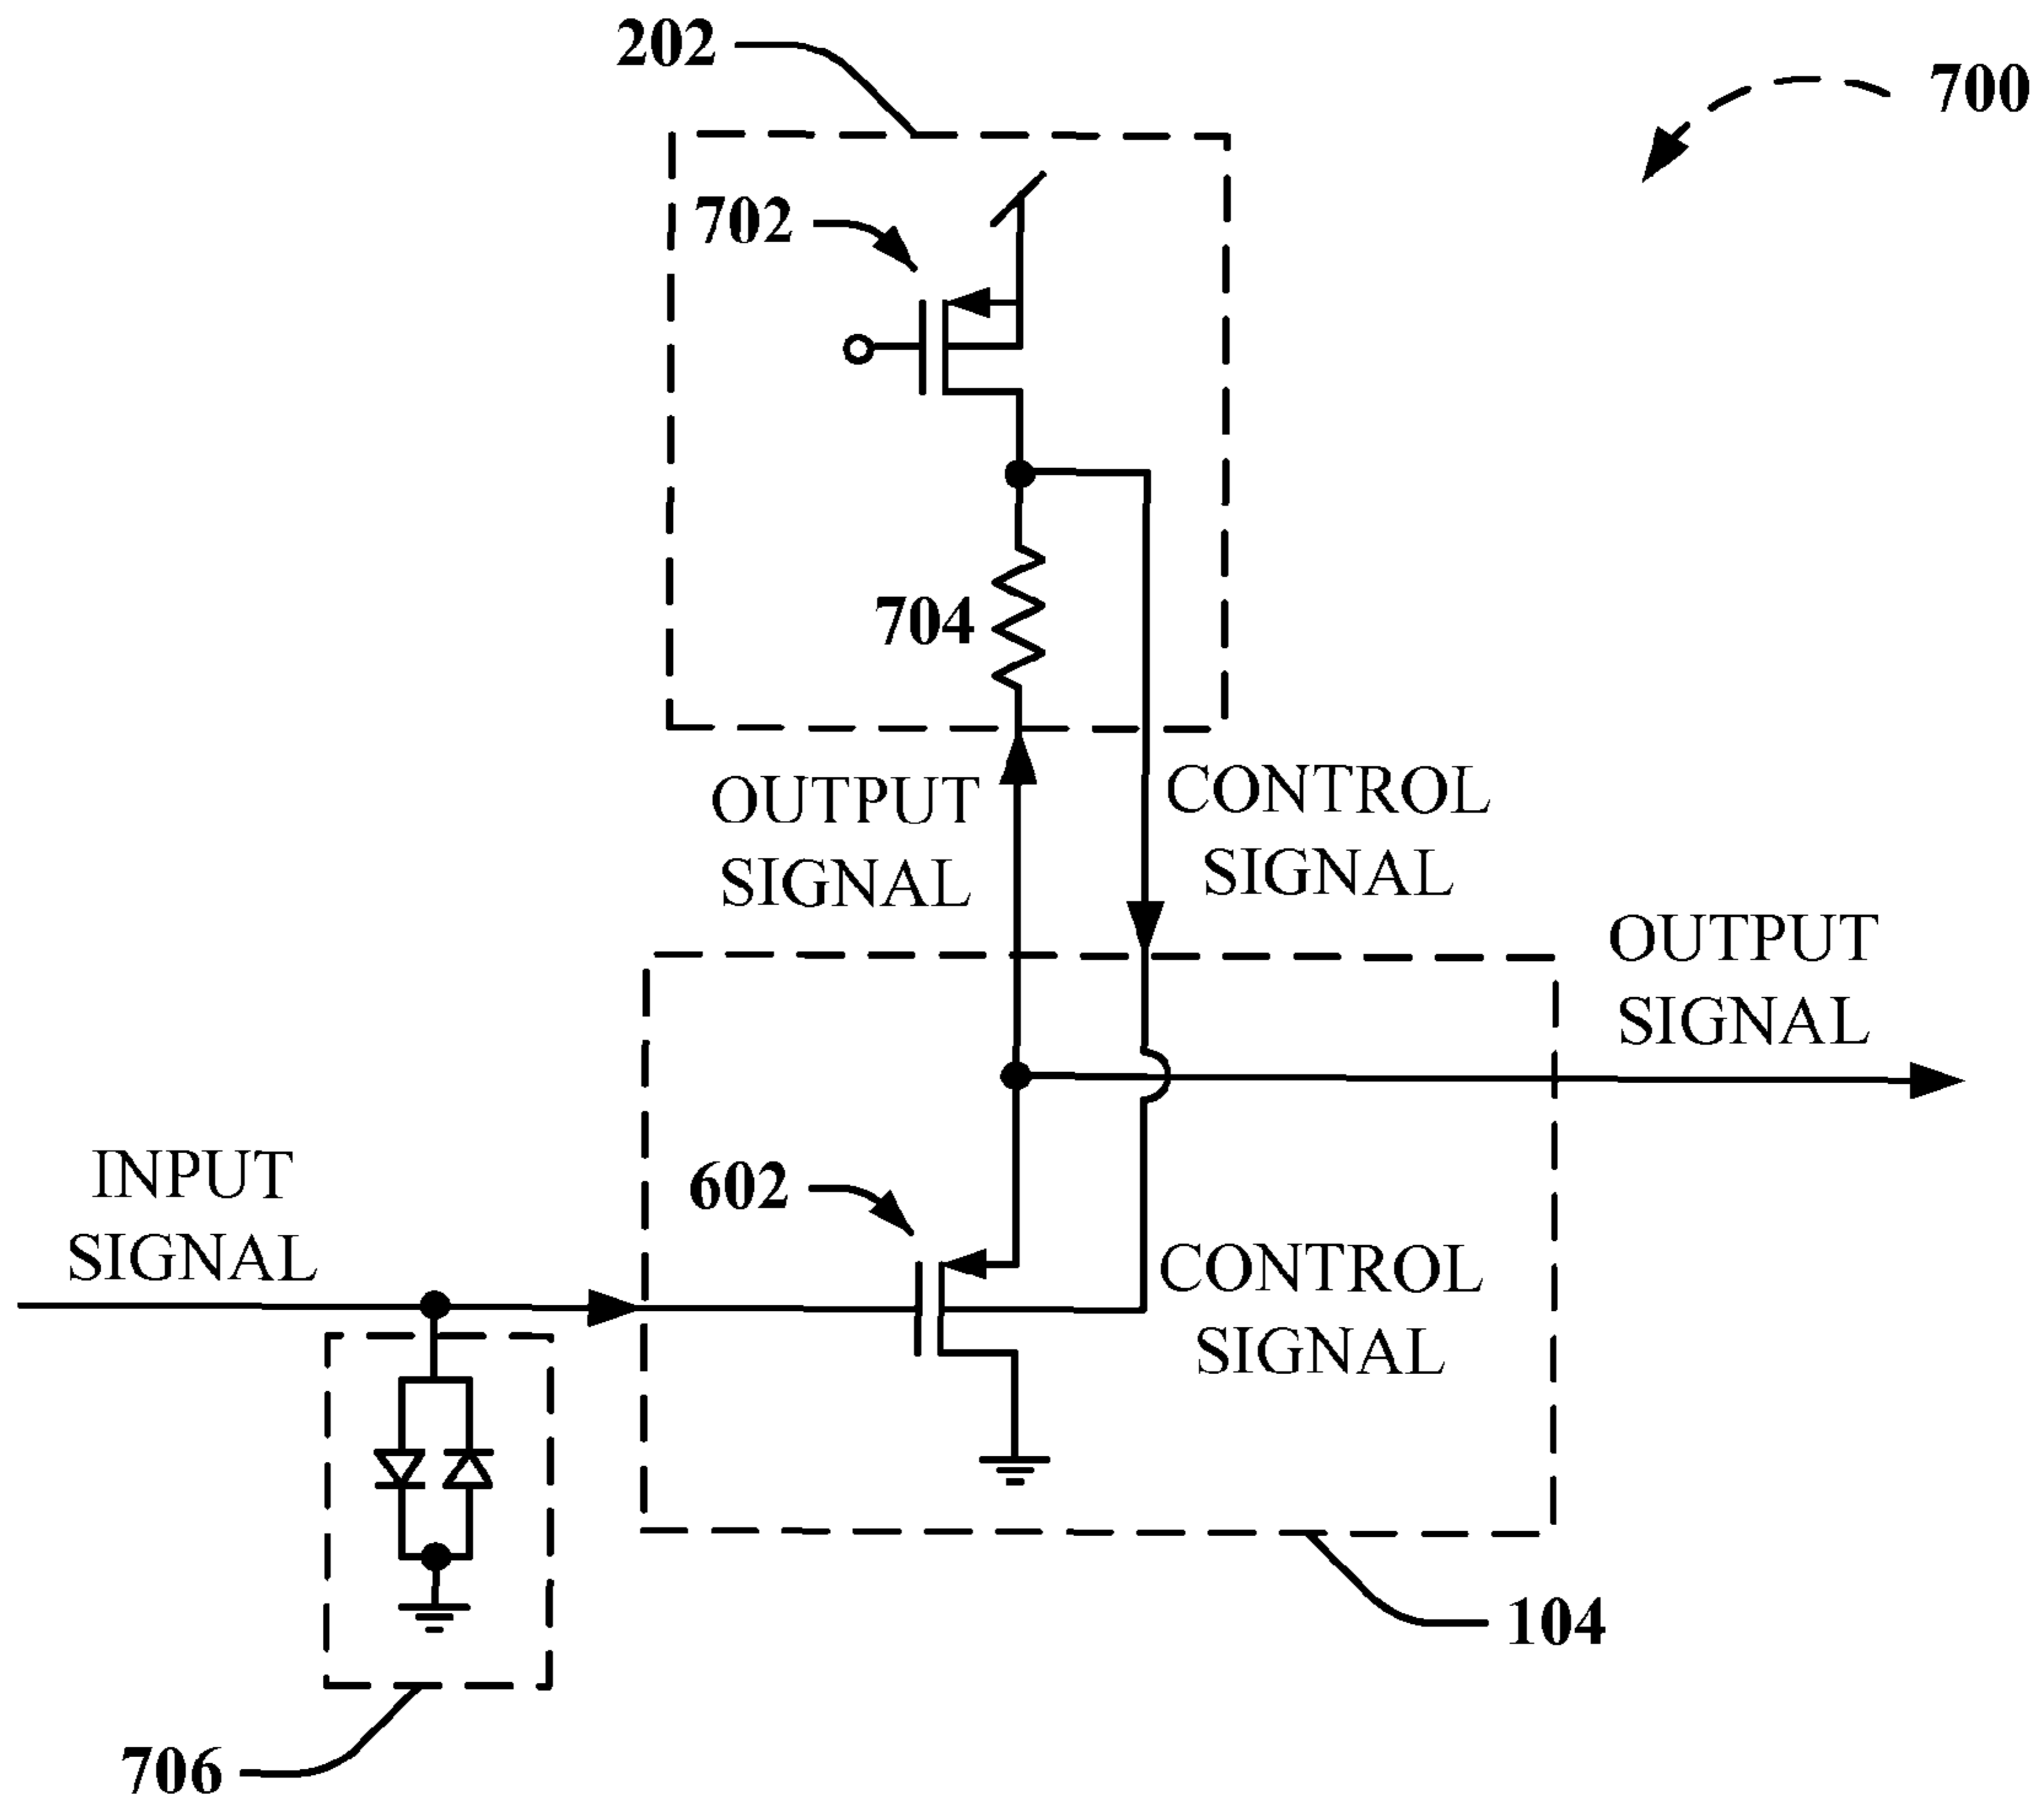 202
700
702
704
OUTPUT
SIGNAL
CONTROL
SIGNAL
OUTPUT
SIGNAL
INPUT
SIGNAL
602
CONTROL
SIGNAL
104
706